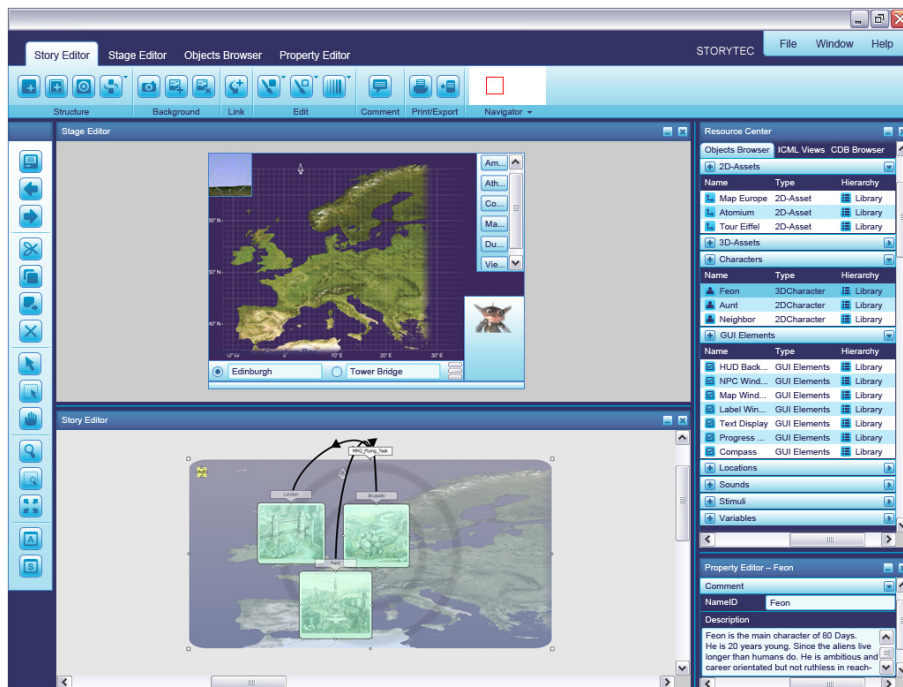 Story Editor Stage Editor Objects Browser Property Editor
STORYTEC File Window Help
Structure Background Link Edit Comment Print/Export Navigator
Stage Editor
Am...
Ath...
Co...
Ma...
Du...
Vie...
50° N
40° N
0°
10° E
20° E
30° E
Edinburgh Tower Bridge
Story Editor
MM2_Flying_Task
London
Brussels
Paris
A
S
Resource Center
Objects Browser ICML Views CDB Browser
2D-Assets
Name Type Hierarchy
Map Europe 2D-Asset Library
Atomium 2D-Asset Library
Tour Eiffel 2D-Asset Library
3D-Assets
Characters
Name Type Hierarchy
Feon 3DCharacter Library
Aunt 2DCharacter Library
Neighbor 2DCharacter Library
GUI Elements
Name Type Hierarchy
HUD Back... GUI Elements Library
NPC Wind... GUI Elements Library
Map Wind... GUI Elements Library
Label Win... GUI Elements Library
Text Display GUI Elements Library
Progress ... GUI Elements Library
Compass GUI Elements Library
Locations
Sounds
Stimuli
Variables
Property Editor – Feon
Comment
NameID Feon
Description
Feon is the main character of 80 Days.
He is 20 years young. Since the aliens live
longer than humans do. He is ambitious and
career orientated but not ruthless in reach-